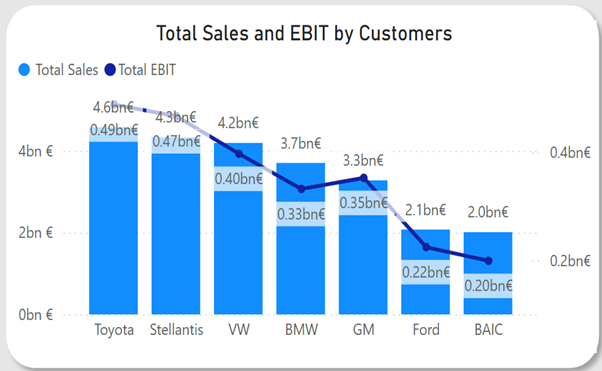 Total Sales and EBIT by Customers
Total Sales Total EBIT
4.6bn€ 4.3bn€ 4.2bn€ 3.7bn€ 3.3bn€ 2.1bn€ 2.0bn€
0.49bn€ 0.47bn€ 0.40bn€ 0.33bn€ 0.35bn€ 0.22bn€ 0.20bn€
4bn € 0.4bn€
2bn € 0.2bn€
0bn €
Toyota Stellantis VW BMW GM Ford BAIC